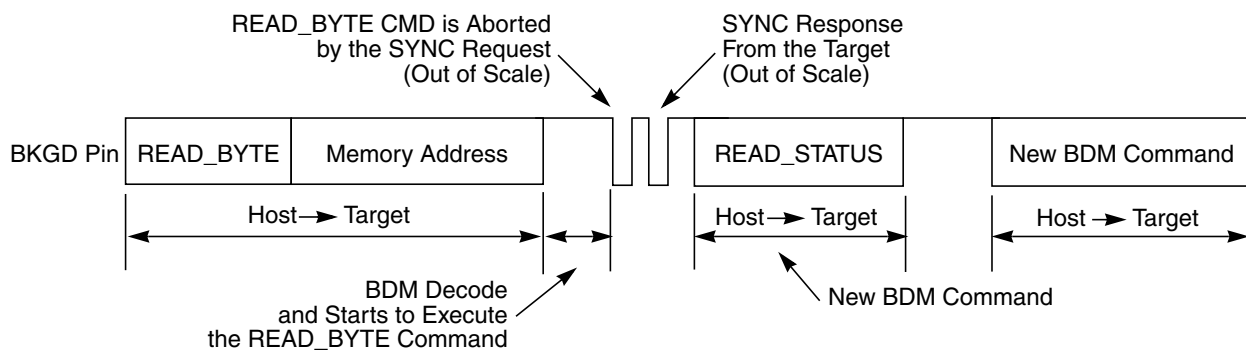 READ_BYTE CMD is Aborted
by the SYNC Request
(Out of Scale)
SYNC Response
From the Target
(Out of Scale)
BKGD Pin
READ_BYTE
Memory Address
READ_STATUS
New BDM Command
Host → Target
Host → Target
Host → Target
BDM Decode
and Starts to Execute
the READ_BYTE Command
New BDM Command